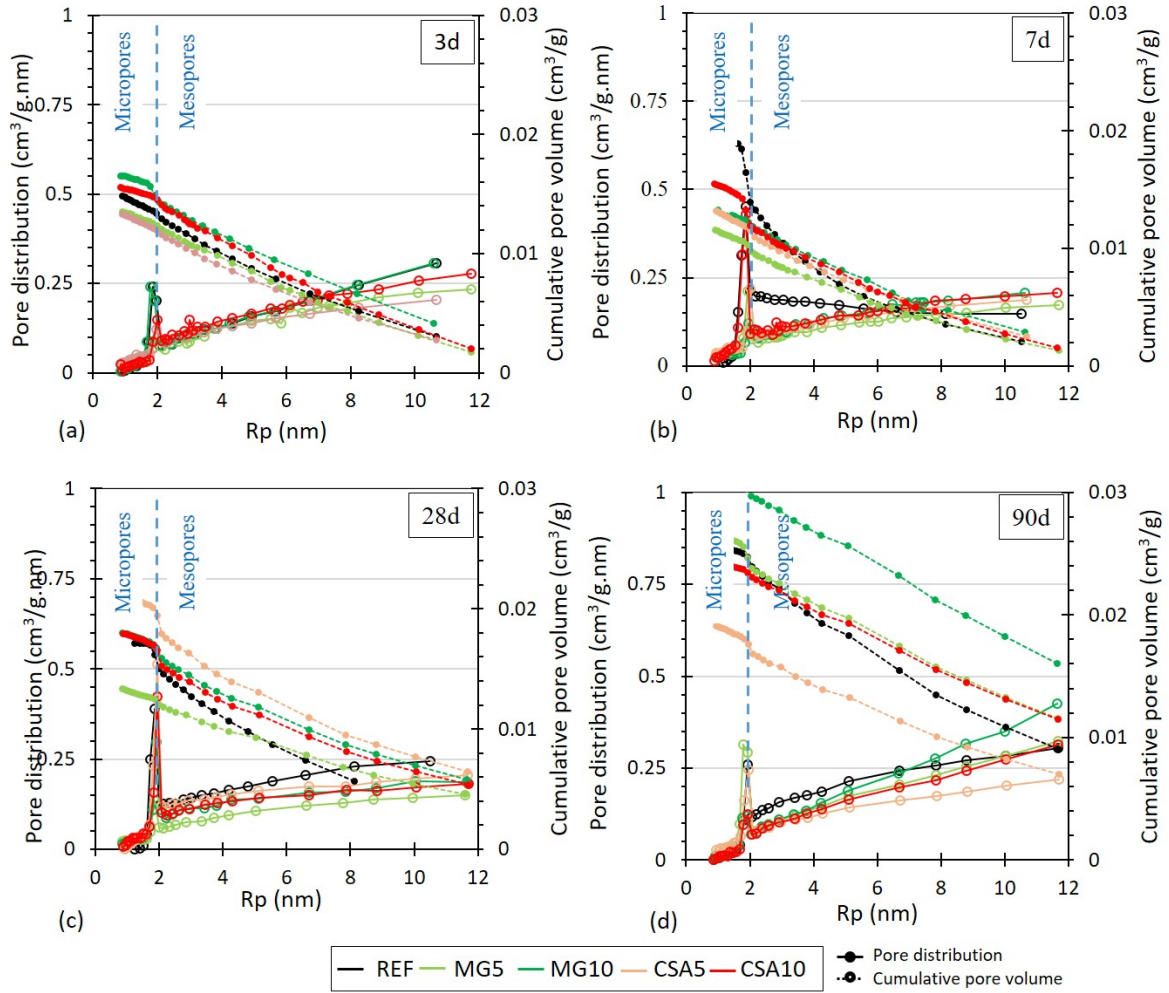 1
0.75
0.5
0.25
0
0.03
0.02
0.01
0
0 2 4 6 8 10 12
Pore distribution (cm³/g.nm)
Cumulative pore volume (cm³/g)
Micropores
Mesopores
3d
Rp (nm)
(a)
1
0.75
0.5
0.25
0
0.03
0.02
0.01
0
0 2 4 6 8 10 12
Pore distribution (cm³/g.nm)
Cumulative pore volume (cm³/g)
Micropores
Mesopores
7d
Rp (nm)
(b)
1
0.75
0.5
0.25
0
0.03
0.02
0.01
0
0 2 4 6 8 10 12
Pore distribution (cm³/g.nm)
Cumulative pore volume (cm³/g)
Micropores
Mesopores
28d
Rp (nm)
(c)
1
0.75
0.5
0.25
0
0.03
0.02
0.01
0
0 2 4 6 8 10 12
Pore distribution (cm³/g.nm)
Cumulative pore volume (cm³/g)
Micropores
Mesopores
90d
Rp (nm)
(d)
REF MG5 MG10 CSA5 CSA10
Pore distribution
Cumulative pore volume